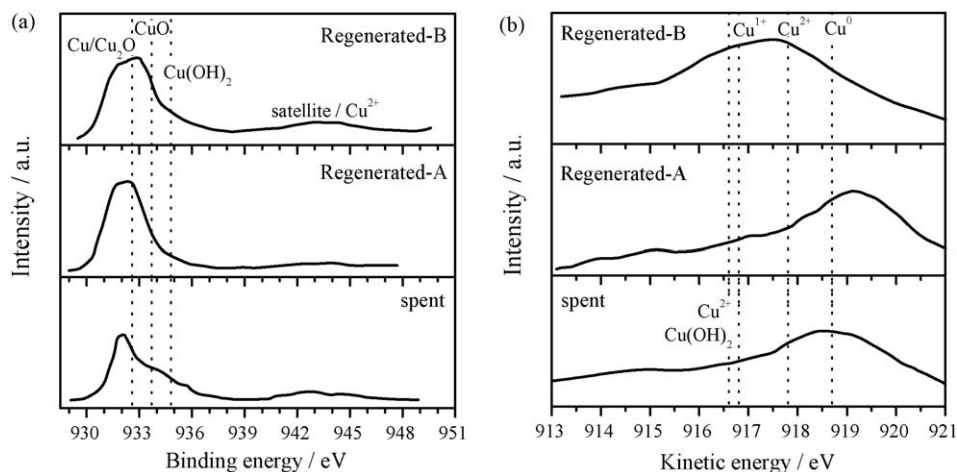 (a)
Cu/Cu₂O
CuO
Cu(OH)₂
Regenerated-B
satellite / Cu²⁺
Regenerated-A
spent
Intensity / a.u.
930 933 936 939 942 945 948 951
Binding energy / eV
(b)
Regenerated-B
Cu¹⁺
Cu²⁺
Cu⁰
Regenerated-A
spent
Cu²⁺
Cu(OH)₂
Intensity / a.u.
913 914 915 916 917 918 919 920 921
Kinetic energy / eV